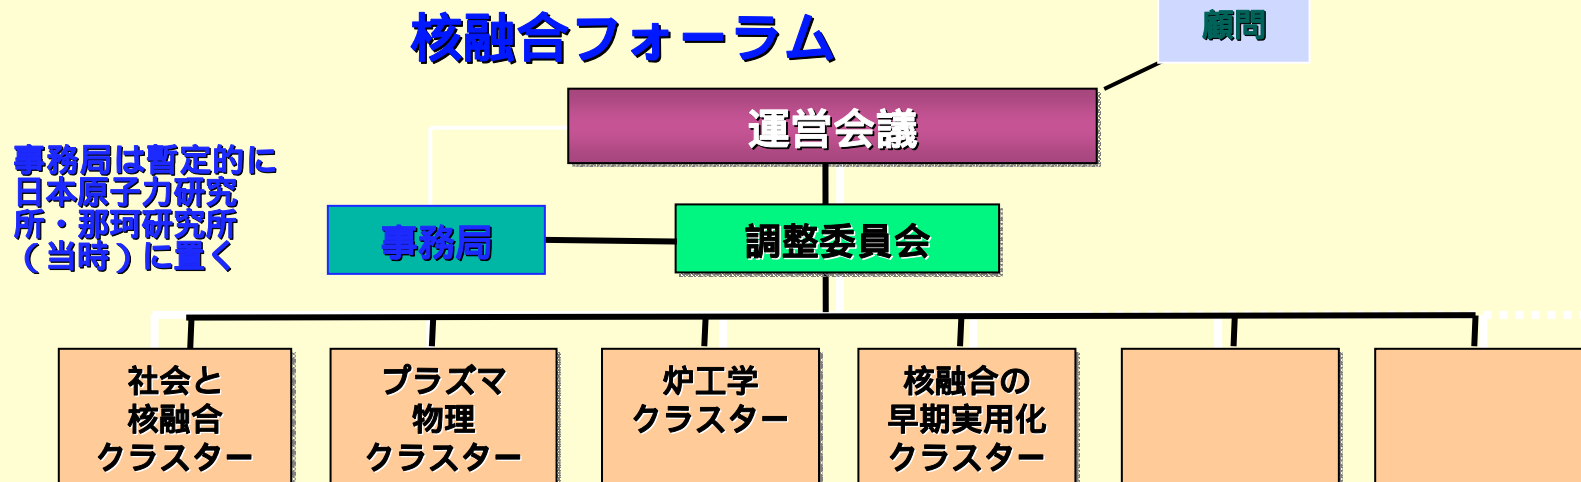 核融合フォーラム
顧問
運営会議
事務局は暫定的に
日本原子力研究
所・那珂研究所
（当時）に置く
事務局
調整委員会
社会と
核融合
クラスター
プラズマ
物理
クラスター
炉工学
クラスター
核融合の
早期実用化
クラスター